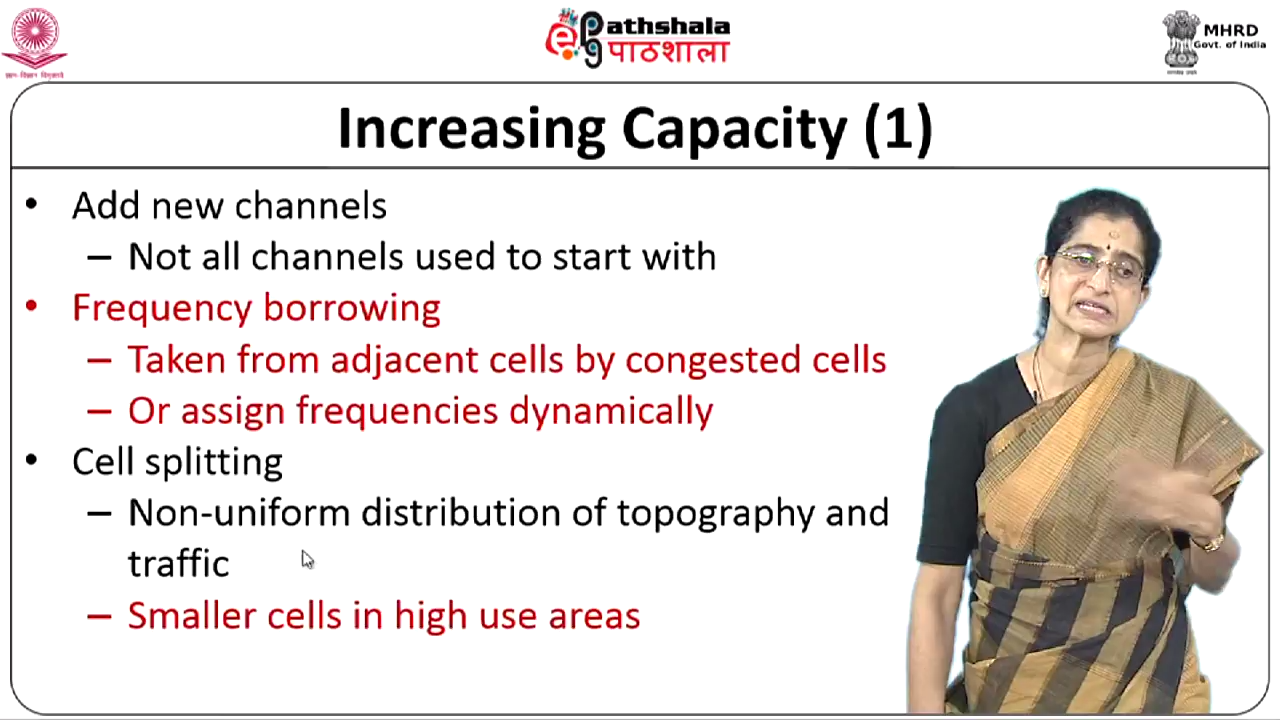 ePG Pathshala
पाठशाला
MHRD
Govt. of India
Increasing Capacity (1)
• Add new channels
– Not all channels used to start with
• Frequency borrowing
– Taken from adjacent cells by congested cells
– Or assign frequencies dynamically
• Cell splitting
– Non-uniform distribution of topography and
traffic
– Smaller cells in high use areas